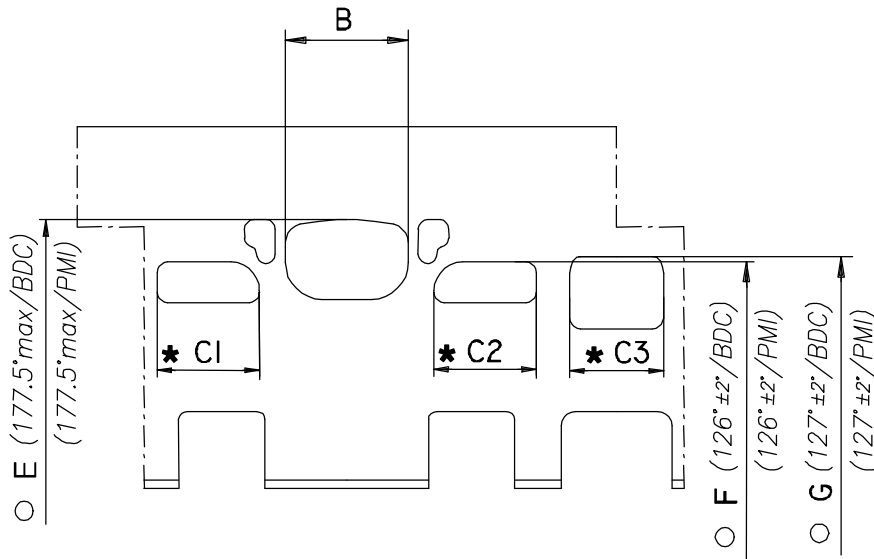 B
✱ C1
✱ C2
✱ C3
○ E (177.5°max/BDC)
(177.5°max/PMI)
○ F (126°±2°/BDC)
(126°±2°/PMI)
○ G (127°±2°/BDC)
(127°±2°/PMI)